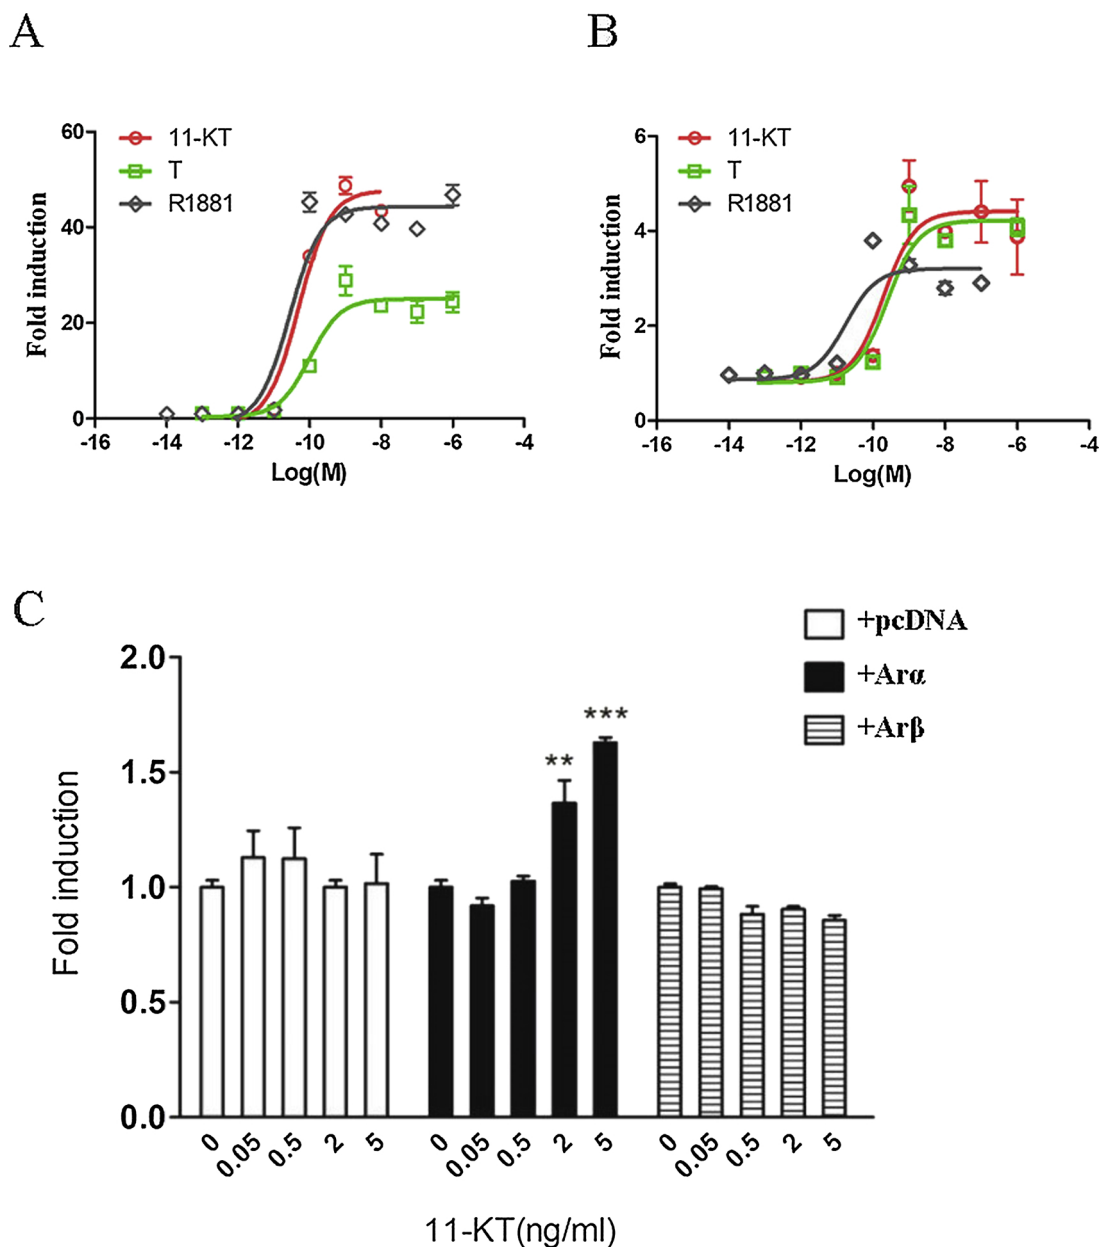 A
B
60
40
20
0
Fold induction
11-KT
T
R1881
-16 -14 -12 -10 -8 -6 -4
Log(M)
6
4
2
0
Fold induction
11-KT
T
R1881
-16 -14 -12 -10 -8 -6 -4
Log(M)
C
+pcDNA
+Arα
+Arβ
2.0
1.5
1.0
0.5
0.0
Fold induction
**
***
0 0.05 0.5 2 5 0 0.05 0.5 2 5 0 0.05 0.5 2 5
11-KT(ng/ml)